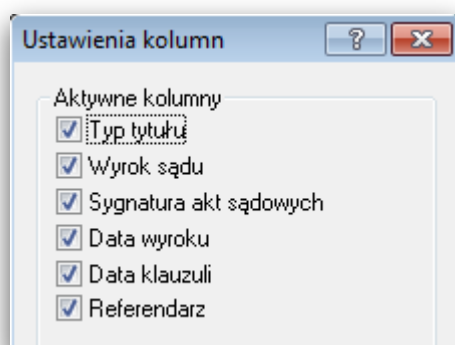 Ustawienia kolumn
Aktywne kolumny
Typ tytułu
Wyrok sądu
Sygnatura akt sądowych
Data wyroku
Data klauzuli
Referendarz